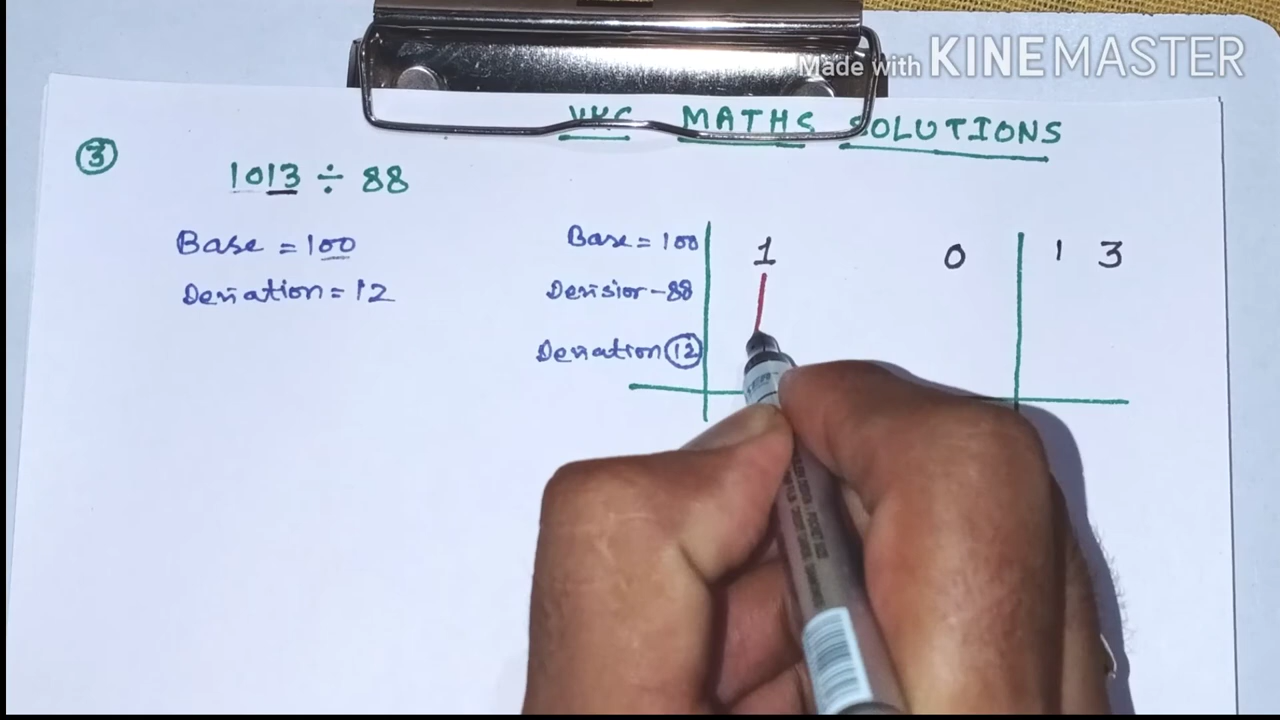 Made with KINEMASTER
MATHS SOLUTIONS
3
1013 ÷ 88
Base = 100
Deviation = 12
Base = 100 1 0 1 3
Devisior - 88
Deviation 12